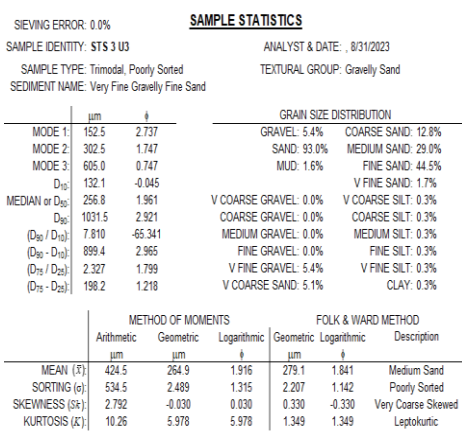 SAMPLE STATISTICS
SIEVING ERROR: 0.0%
SAMPLE IDENTITY: STS 3 U3 ANALYST & DATE: , 8/31/2023
SAMPLE TYPE: Trimodal, Poorly Sorted TEXTURAL GROUP: Gravelly Sand
SEDIMENT NAME: Very Fine Gravelly Fine Sand
µm ϕ GRAIN SIZE DISTRIBUTION
MODE 1: 152.5 2.737 GRAVEL: 5.4% COARSE SAND: 12.8%
MODE 2: 302.5 1.747 SAND: 93.0% MEDIUM SAND: 29.0%
MODE 3: 605.0 0.747 MUD: 1.6% FINE SAND: 44.5%
D10: 132.1 -0.045 V FINE SAND: 1.7%
MEDIAN or D50: 256.8 1.961 V COARSE GRAVEL: 0.0% V COARSE SILT: 0.3%
D90: 1031.5 2.921 COARSE GRAVEL: 0.0% COARSE SILT: 0.3%
(D90 / D10): 7.810 -65.341 MEDIUM GRAVEL: 0.0% MEDIUM SILT: 0.3%
(D90 - D10): 899.4 2.965 FINE GRAVEL: 0.0% FINE SILT: 0.3%
(D75 / D25): 2.327 1.799 V FINE GRAVEL: 5.4% V FINE SILT: 0.3%
(D75 - D25): 198.2 1.218 V COARSE SAND: 5.1% CLAY: 0.3%
METHOD OF MOMENTS FOLK & WARD METHOD
Arithmetic Geometric Logarithmic Geometric Logarithmic Description
µm µm ϕ µm ϕ
MEAN (x̄): 424.5 264.9 1.916 279.1 1.841 Medium Sand
SORTING (σ): 534.5 2.489 1.315 2.207 1.142 Poorly Sorted
SKEWNESS (Sk): 2.792 -0.030 0.030 0.330 -0.330 Very Coarse Skewed
KURTOSIS (K): 10.26 5.978 5.978 1.349 1.349 Leptokurtic